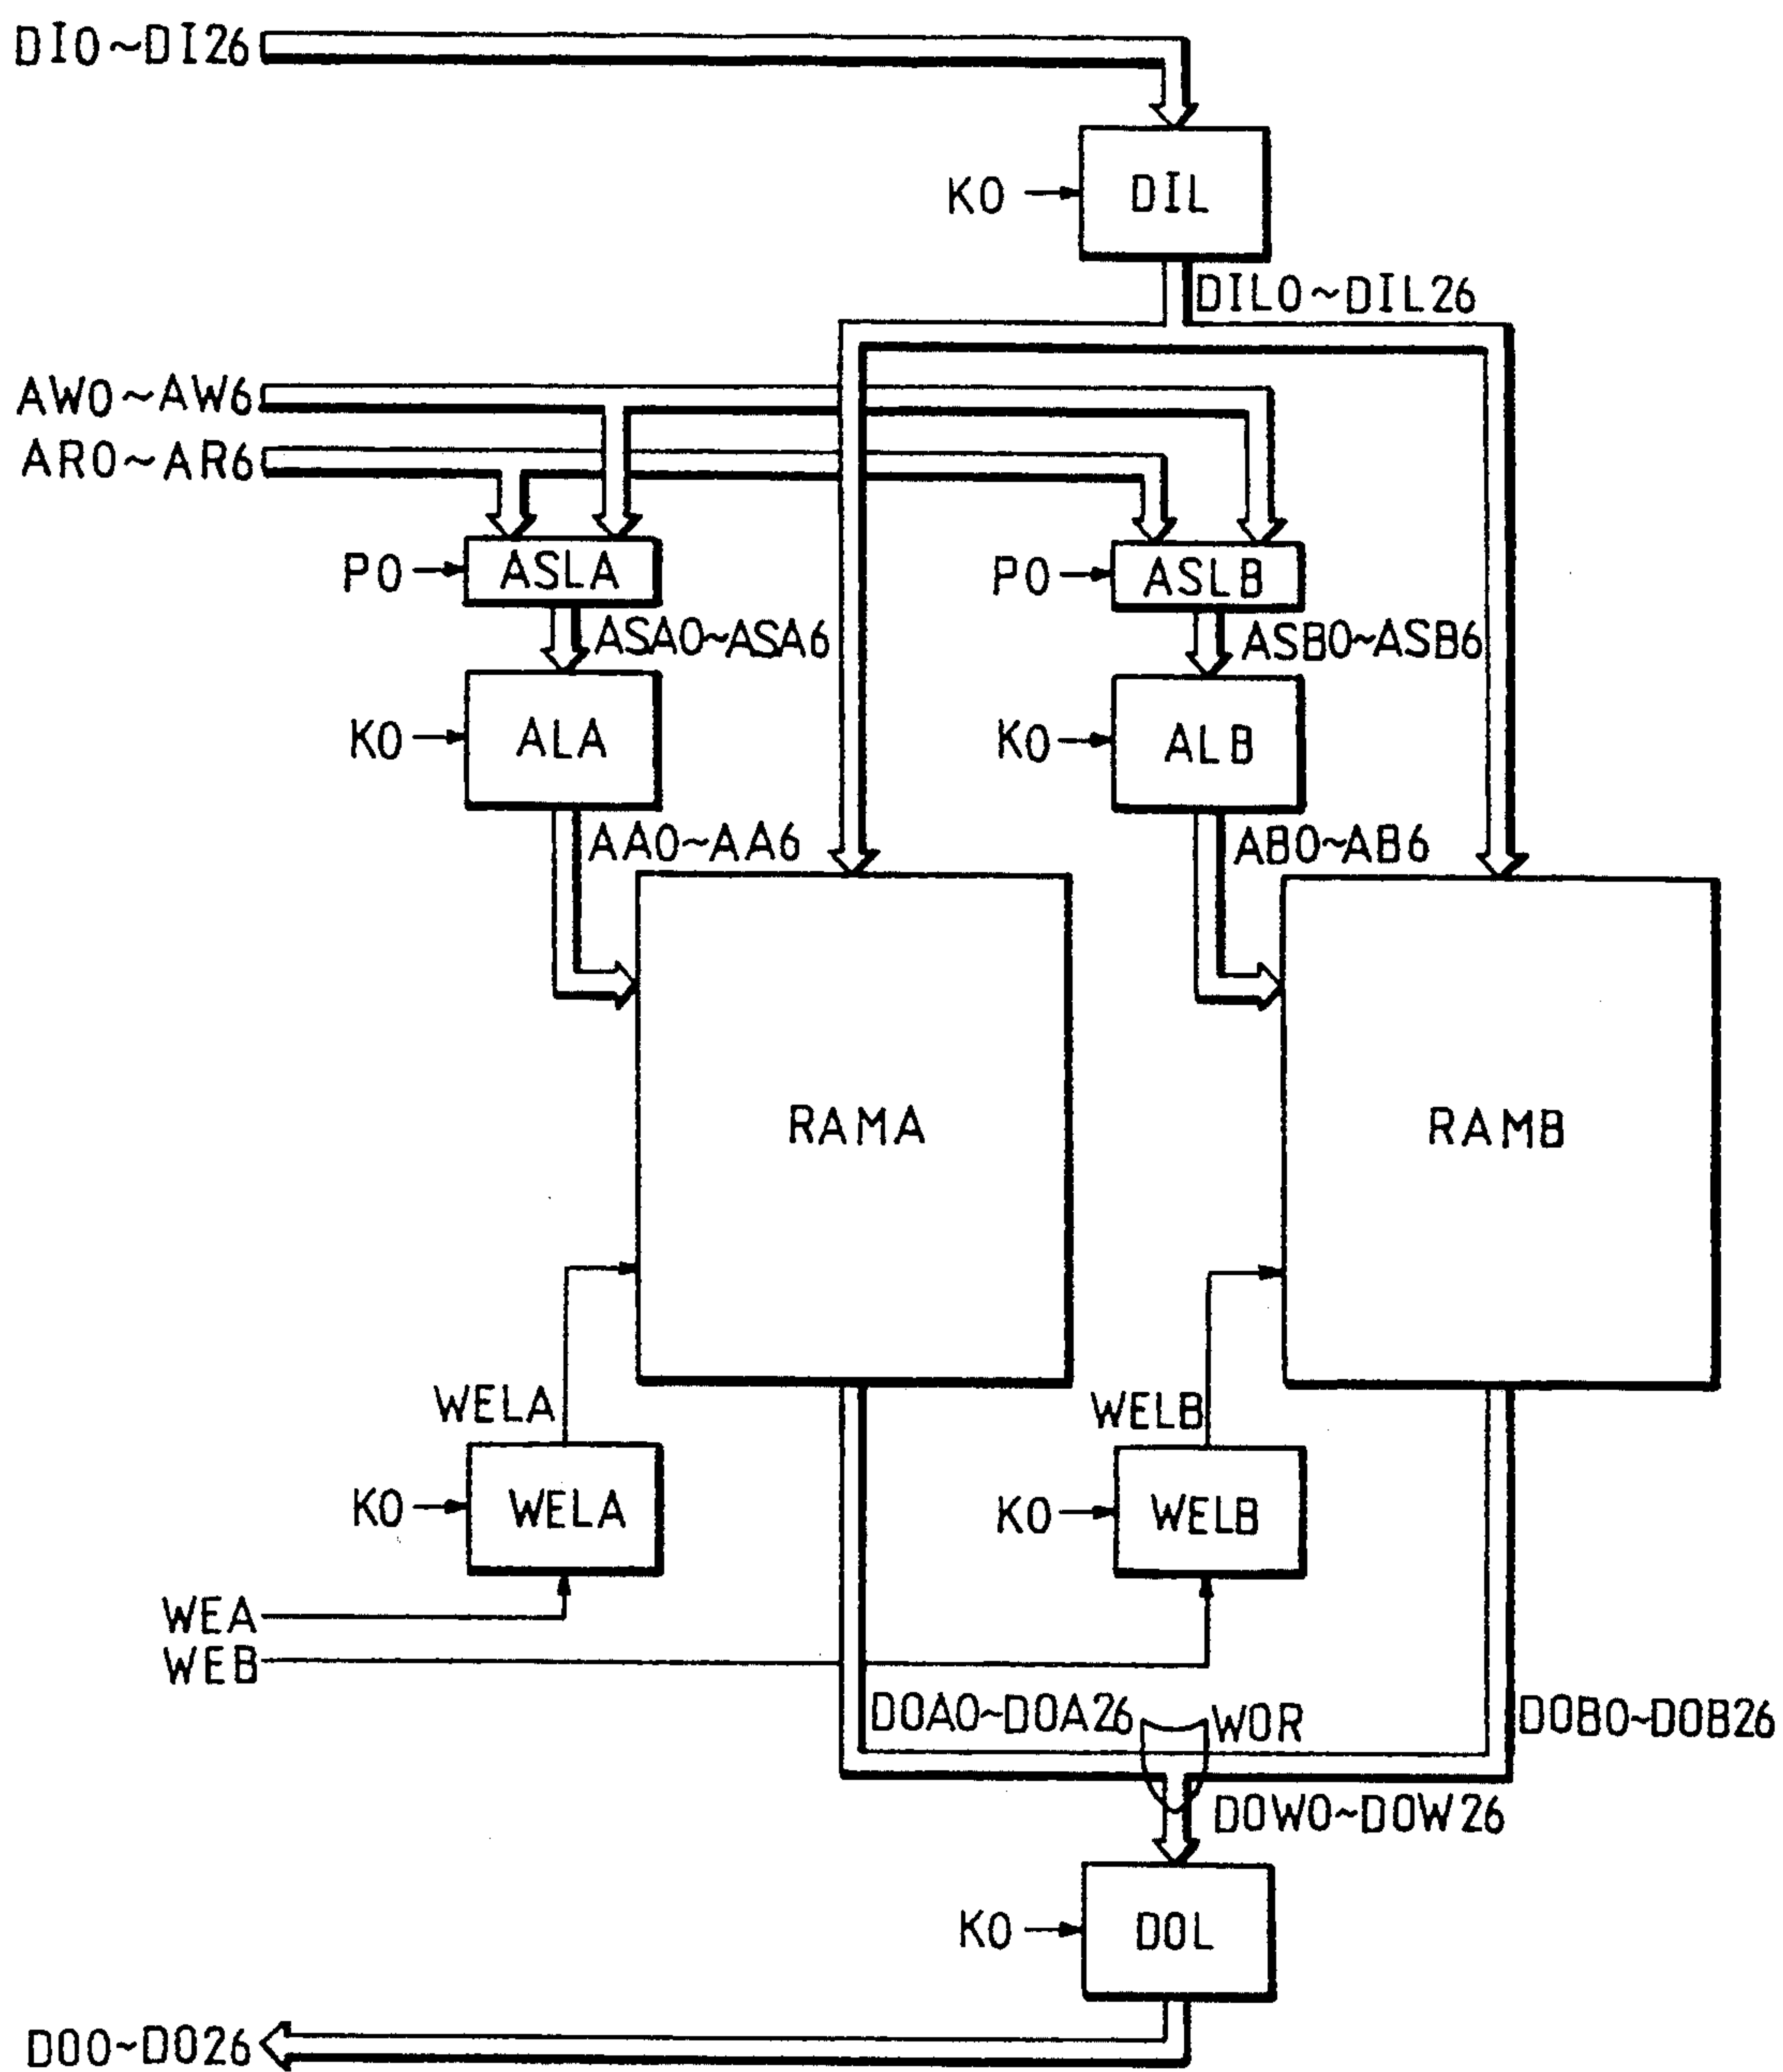 DI0~DI26
K0
DIL
DIL0~DIL26
AW0~AW6
AR0~AR6
P0
ASLA
P0
ASLB
ASA0~ASA6
ASB0~ASB6
K0
ALA
K0
ALB
AA0~AA6
AB0~AB6
RAMA
RAMB
WELA
WELB
K0
WELA
K0
WELB
WEA
WEB
DOA0~DOA26
WOR
DOB0~DOB26
DOW0~DOW26
K0
DOL
DO0~DO26